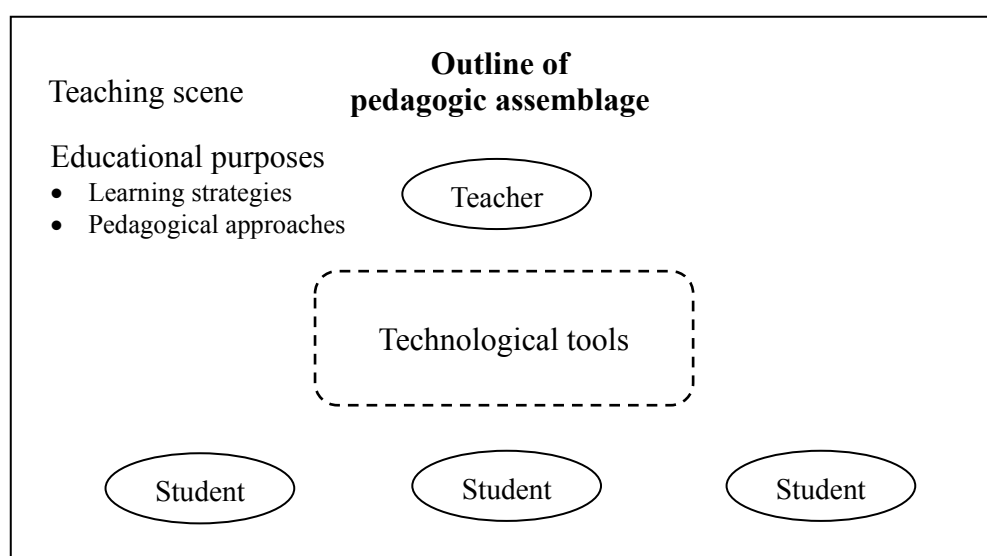 Outline of
pedagogic assemblage
Teaching scene
Educational purposes
• Learning strategies
• Pedagogical approaches
Teacher
Technological tools
Student
Student
Student